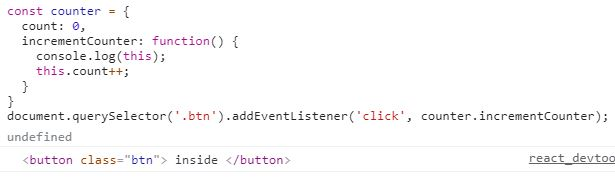 const counter = {
  count: 0,
  incrementCounter: function() {
    console.log(this);
    this.count++;
  }
}
document.querySelector('.btn').addEventListener('click', counter.incrementCounter);
undefined
<button class="btn"> inside </button> react_devtoo